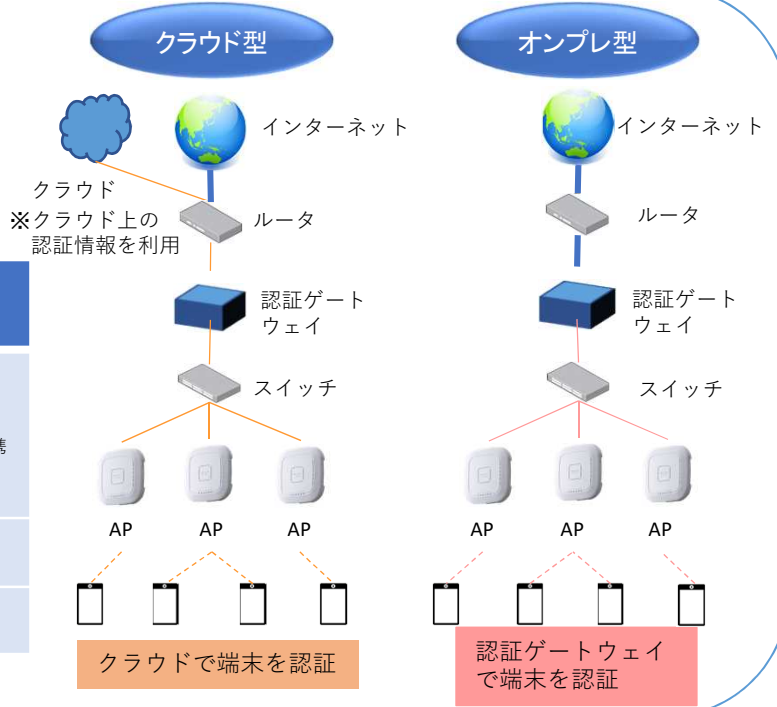 クラウド型
インターネット
クラウド
※クラウド上の
認証情報を利用
ルータ
認証ゲート
ウェイ
スイッチ
AP AP AP
クラウドで端末を認証
オンプレ型
インターネット
ルータ
認証ゲート
ウェイ
スイッチ
AP AP AP
認証ゲートウェイ
で端末を認証
携